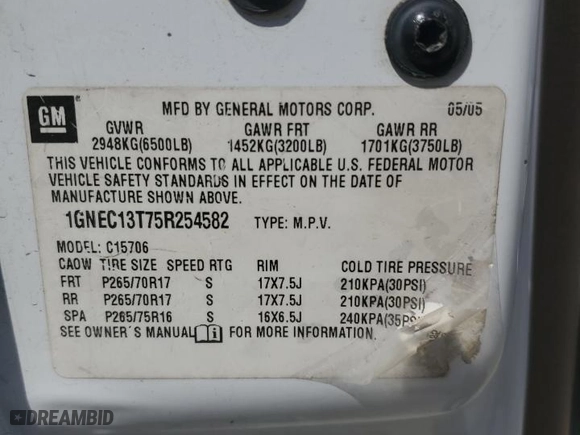 GM
MFD BY GENERAL MOTORS CORP. 05/05
GVWR GAWR FRT GAWR RR
2948KG(6500LB) 1452KG(3200LB) 1701KG(3750LB)
THIS VEHICLE CONFORMS TO ALL APPLICABLE U.S. FEDERAL MOTOR
VEHICLE SAFETY STANDARDS IN EFFECT ON THE DATE OF
MANUFACTURE SHOWN ABOVE.
1GNEC13T75R254582 TYPE: M.P.V.
MODEL: C15706
CAOW TIRE SIZE SPEED RTG RIM COLD TIRE PRESSURE
FRT P265/70R17 S 17X7.5J 210KPA(30PSI)
RR P265/70R17 S 17X7.5J 210KPA(30PSI)
SPA P265/75R16 S 16X6.5J 240KPA(35PSI)
SEE OWNER'S MANUAL FOR MORE INFORMATION.
DREAMBID